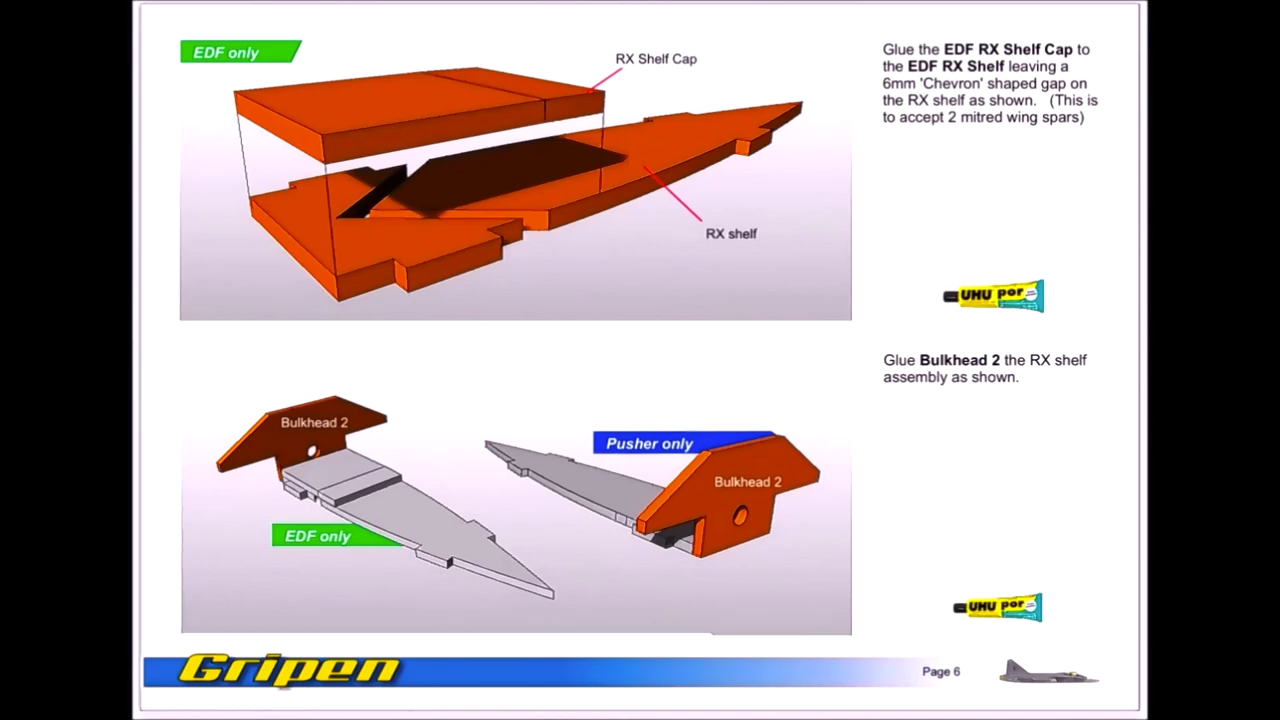 EDF only
RX Shelf Cap
RX shelf
Glue the EDF RX Shelf Cap to
the EDF RX Shelf leaving a
6mm 'Chevron' shaped gap on
the RX shelf as shown. (This is
to accept 2 mitred wing spars)
UHU por
Glue Bulkhead 2 the RX shelf
assembly as shown.
Bulkhead 2
Pusher only
Bulkhead 2
EDF only
UHU por
Gripen
Page 6